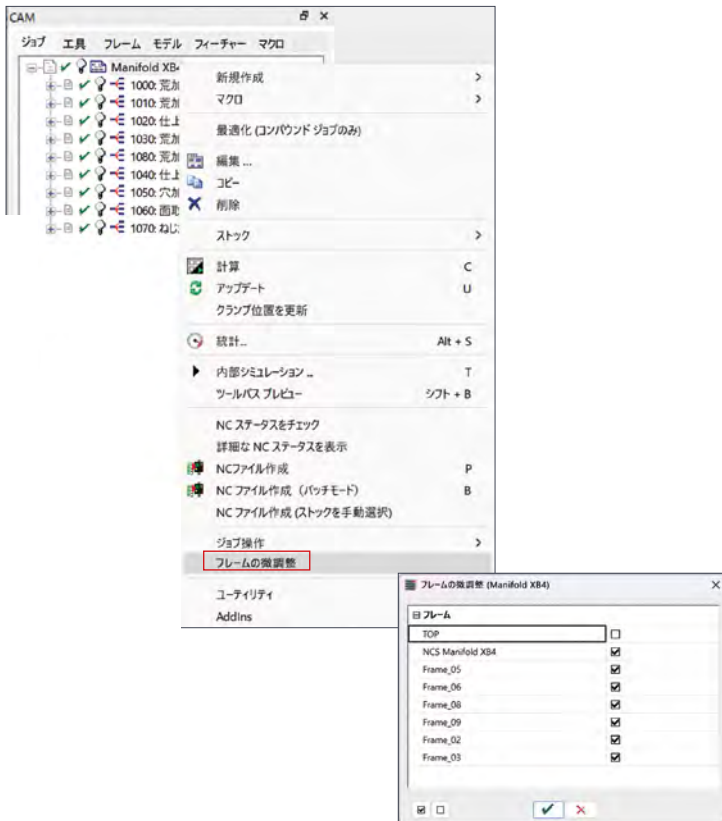 CAM
ジョブ 工具 フレーム モデル フィーチャー マクロ
Manifold XB4
1000: 荒加
1010: 荒加
1020: 仕上
1030: 荒加
1080: 荒加
1040: 仕上
1050: 穴加
1060: 面取
1070: ねじ
新規作成
マクロ
最適化 (コンパウンド ジョブのみ)
編集 ...
コピー
削除
ストック
計算 C
アップデート U
クランプ位置を更新
統計... Alt + S
内部シミュレーション ... T
ツールパス プレビュー シフト + B
NC ステータスをチェック
詳細な NC ステータスを表示
NCファイル作成 P
NC ファイル作成 (バッチモード) B
NC ファイル作成 (ストックを手動選択)
ジョブ操作
フレームの微調整
ユーティリティ
AddIns
フレームの微調整 (Manifold XB4)
フレーム
TOP
NCS Manifold XB4
Frame_05
Frame_06
Frame_08
Frame_09
Frame_02
Frame_03